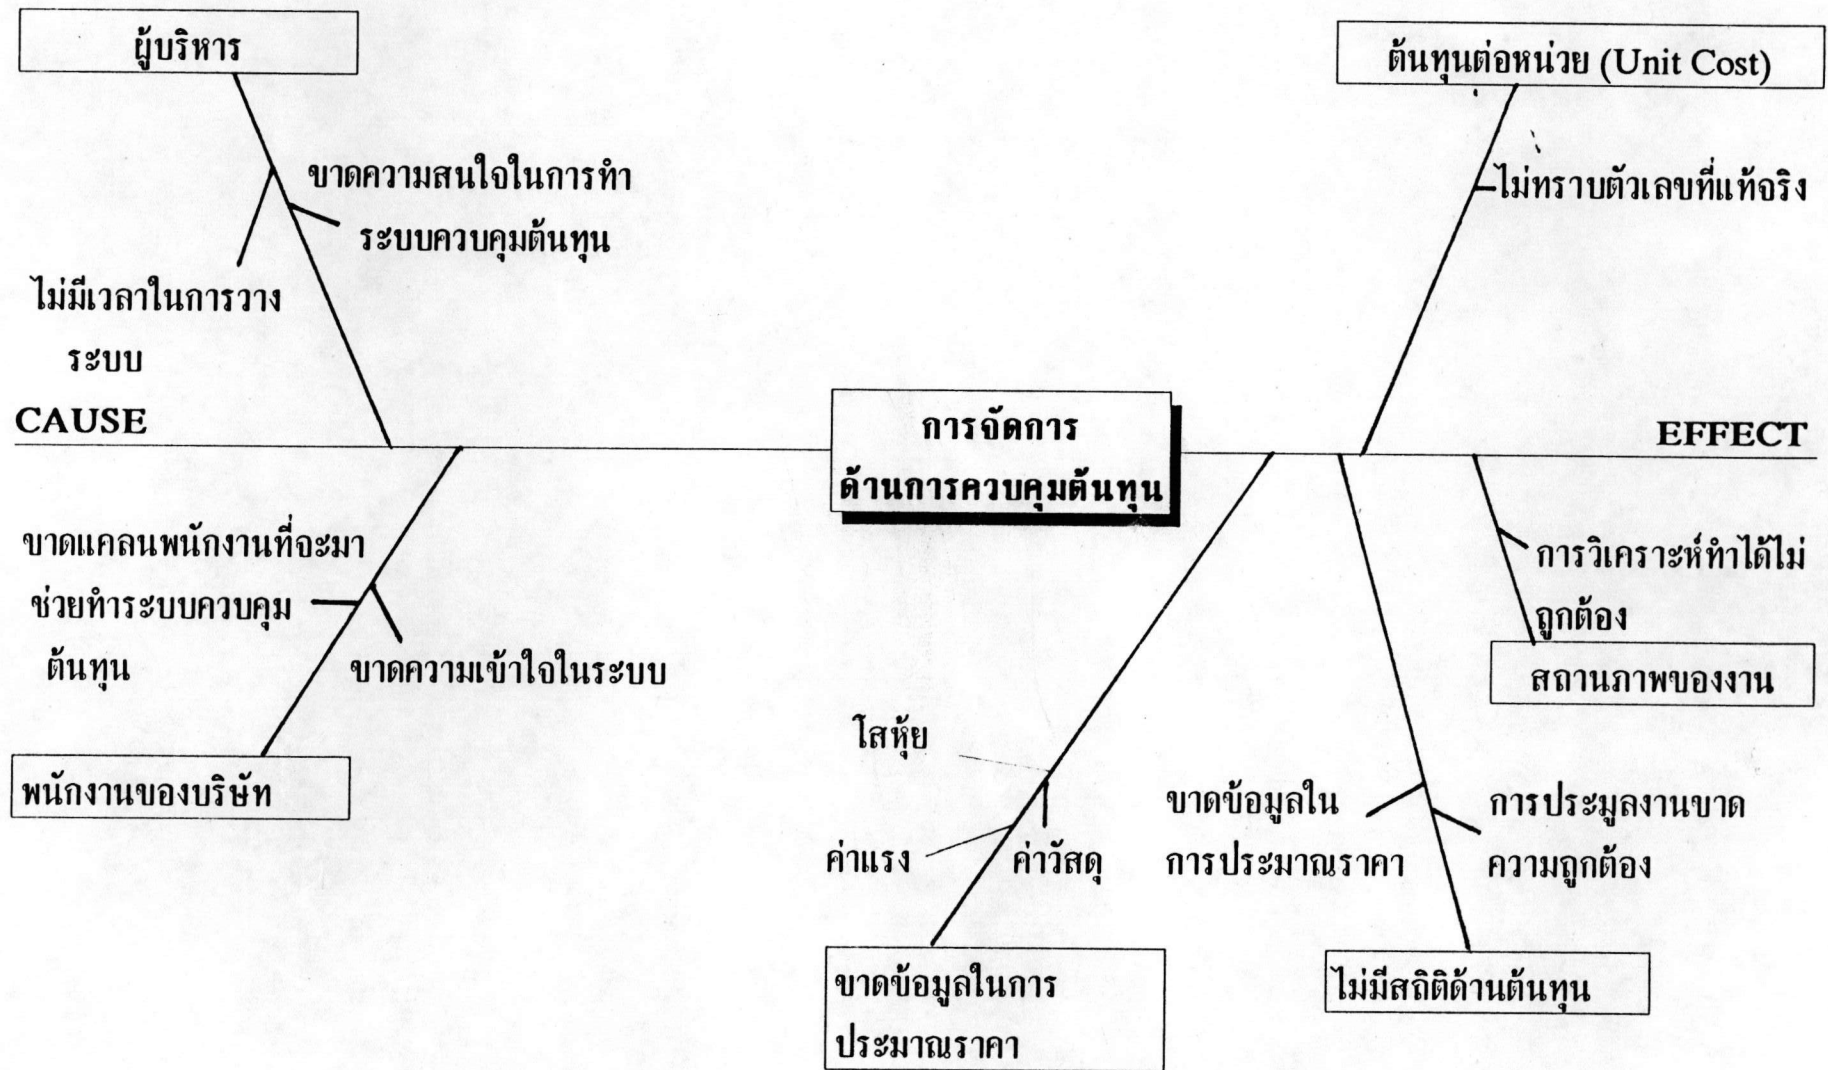 ผู้บริหาร
ต้นทุนต่อหน่วย (Unit Cost)
ขาดความสนใจในการทำ
ระบบควบคุมต้นทุน
ไม่ทราบตัวเลขที่แท้จริง
ไม่มีเวลาในการวาง
ระบบ
CAUSE
การจัดการ
ด้านการควบคุมต้นทุน
EFFECT
ขาดแคลนพนักงานที่จะมา
ช่วยทำระบบควบคุม
ต้นทุน
ขาดความเข้าใจในระบบ
การวิเคราะห์ทำได้ไม่
ถูกต้อง
สถานภาพของงาน
พนักงานของบริษัท
โสหุ้ย
ค่าแรง
ค่าวัสดุ
ขาดข้อมูลใน
การประมาณราคา
การประมูลงานขาด
ความถูกต้อง
ขาดข้อมูลในการ
ประมาณราคา
ไม่มีสถิติด้านต้นทุน